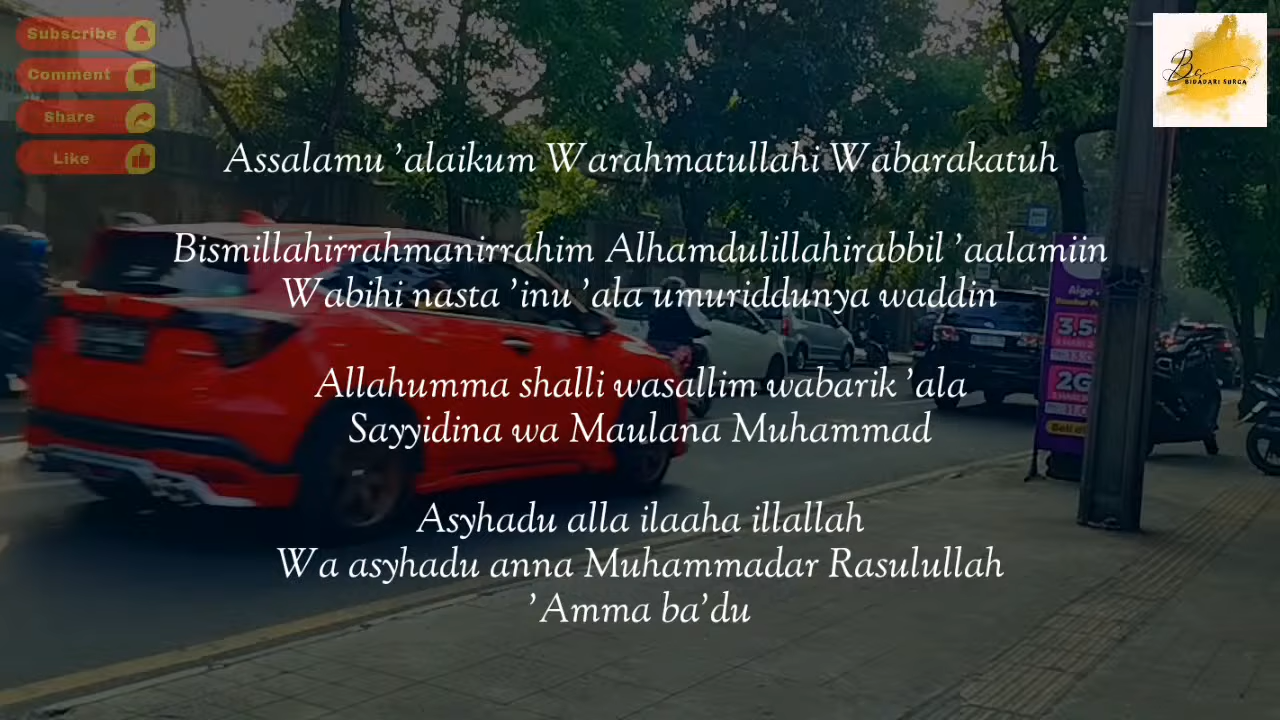 Subscribe
Comment
Share
Like
BIDADARI SURGA
Assalamu 'alaikum Warahmatullahi Wabarakatuh
Bismillahirrahmanirrahim Alhamdulillahirabbil 'aalamiin
Wabihi nasta 'inu 'ala umuriddunya waddin
Allahumma shalli wasallim wabarik 'ala
Sayyidina wa Maulana Muhammad
Asyhadu alla ilaaha illallah
Wa asyhadu anna Muhammadar Rasulullah
'Amma ba'du